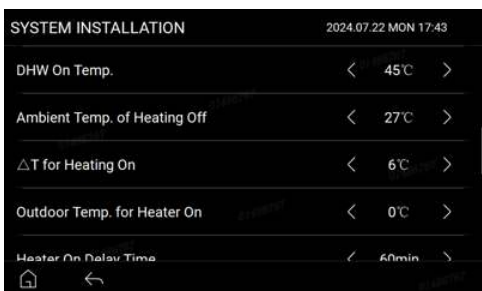 SYSTEM INSTALLATION 2024.07.22 MON 17:43
DHW On Temp. < 45℃ >
Ambient Temp. of Heating Off < 27℃ >
△T for Heating On < 6℃ >
Outdoor Temp. for Heater On < 0℃ >
Heater On Delay Time < 60min >